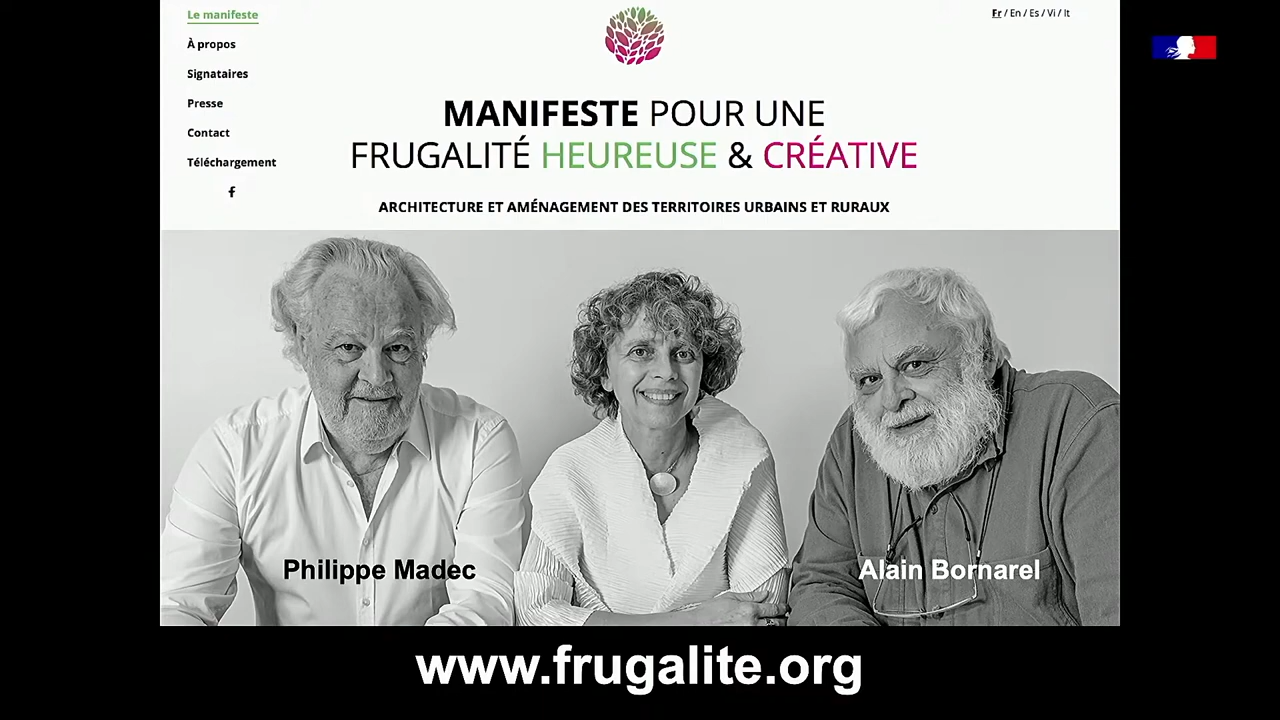 Le manifeste
À propos
Signataires
Presse
Contact
Téléchargement
f
Fr / En / Es / Vi / It
MANIFESTE POUR UNE
FRUGALITÉ HEUREUSE & CRÉATIVE
ARCHITECTURE ET AMÉNAGEMENT DES TERRITOIRES URBAINS ET RURAUX
Philippe Madec
Alain Bornarel
www.frugalite.org